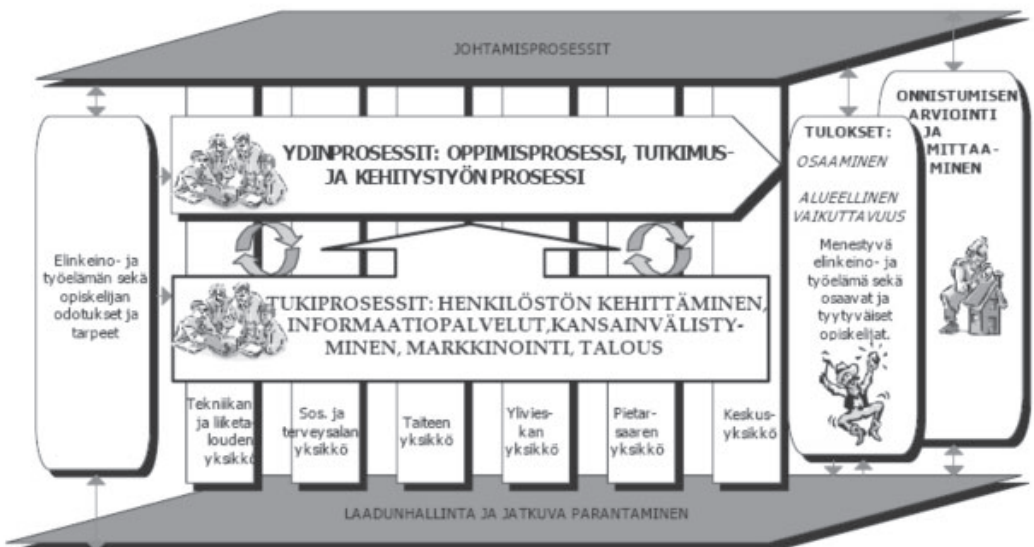 JOHTAMISPROSESSIT
Elinkeino- ja
työelämän sekä
opiskelijan
odotukset ja
tarpeet
YDINPROSESSIT: OPPIMISPROSESSI, TUTKIMUS-
JA KEHITYSTYÖN PROSESSI
TUKIPROSESSIT: HENKILÖSTÖN KEHITTÄMINEN,
INFORMAATIOPALVELUT,KANSAINVÄLISTY-
MINEN, MARKKINOINTI, TALOUS
Tekniikan
ja liiketa-
louden
yksikkö
Sos. ja
terveysalan
yksikkö
Taiteen
yksikkö
Ylivies-
kan
yksikkö
Pietar-
saaren
yksikkö
Keskus-
yksikkö
TULOKSET:
OSAAMINEN
ALUEELLINEN
VAIKUTTAVUUS
Menestyvä
elinkeino- ja
työelämä sekä
osaavat ja
tyytyväiset
opiskelijat.
ONNISTUMISEN
ARVIOINTI
JA
MITTAA-
MINEN
LAADUNHALLINTA JA JATKUVA PARANTAMINEN